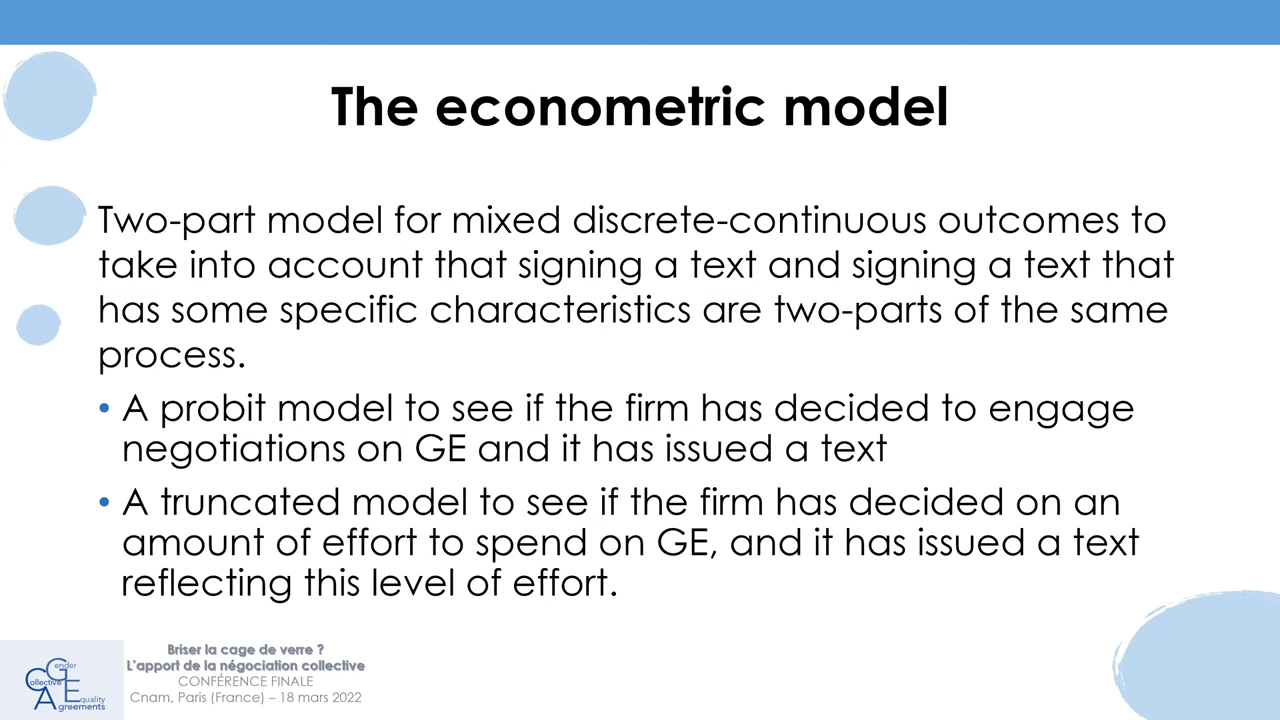 The econometric model
Two-part model for mixed discrete-continuous outcomes to
take into account that signing a text and signing a text that
has some specific characteristics are two-parts of the same
process.
• A probit model to see if the firm has decided to engage
negotiations on GE and it has issued a text
• A truncated model to see if the firm has decided on an
amount of effort to spend on GE, and it has issued a text
reflecting this level of effort.
Gender
Collective
Equality
Agreements
Briser la cage de verre ?
L'apport de la négociation collective
CONFÉRENCE FINALE
Cnam, Paris (France) – 18 mars 2022